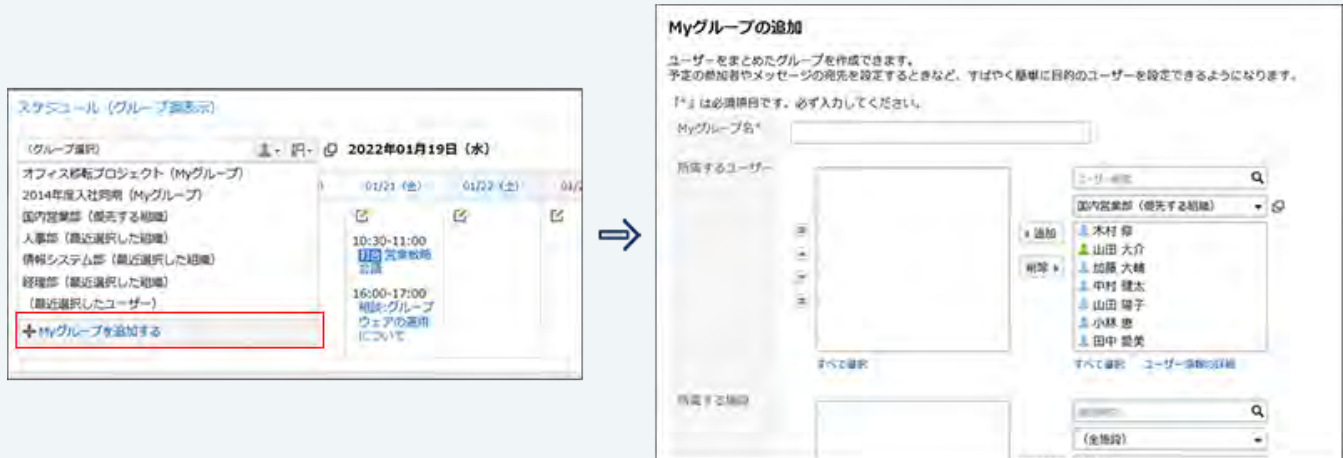 スケジュール（グループ週表示）
（グループ選択）
2022年01月19日（水）
オフィス移転プロジェクト（Myグループ）
2014年度入社同期（Myグループ）
国内営業部（優先する組織）
人事部（最近選択した組織）
情報システム部（最近選択した組織）
経理部（最近選択した組織）
（最近選択したユーザー）
Myグループを追加する
01/21（金）
01/22（土）
10:30-11:00
打合 営業戦略
会議
16:00-17:00
相談:グループ
ウェアの運用
について
Myグループの追加
ユーザーをまとめたグループを作成できます。
予定の参加者やメッセージの宛先を設定するときなど、すばやく簡単に目的のユーザーを設定できるようになります。
「*」は必須項目です。必ず入力してください。
Myグループ名*
所属するユーザー
ユーザー検索
国内営業部（優先する組織）
追加
削除
木村 仰
山田 大介
加藤 大輔
中村 健太
山田 陽子
小林 恵
田中 愛美
すべて選択
すべて選択
ユーザー情報の詳細
所属する施設
（全施設）